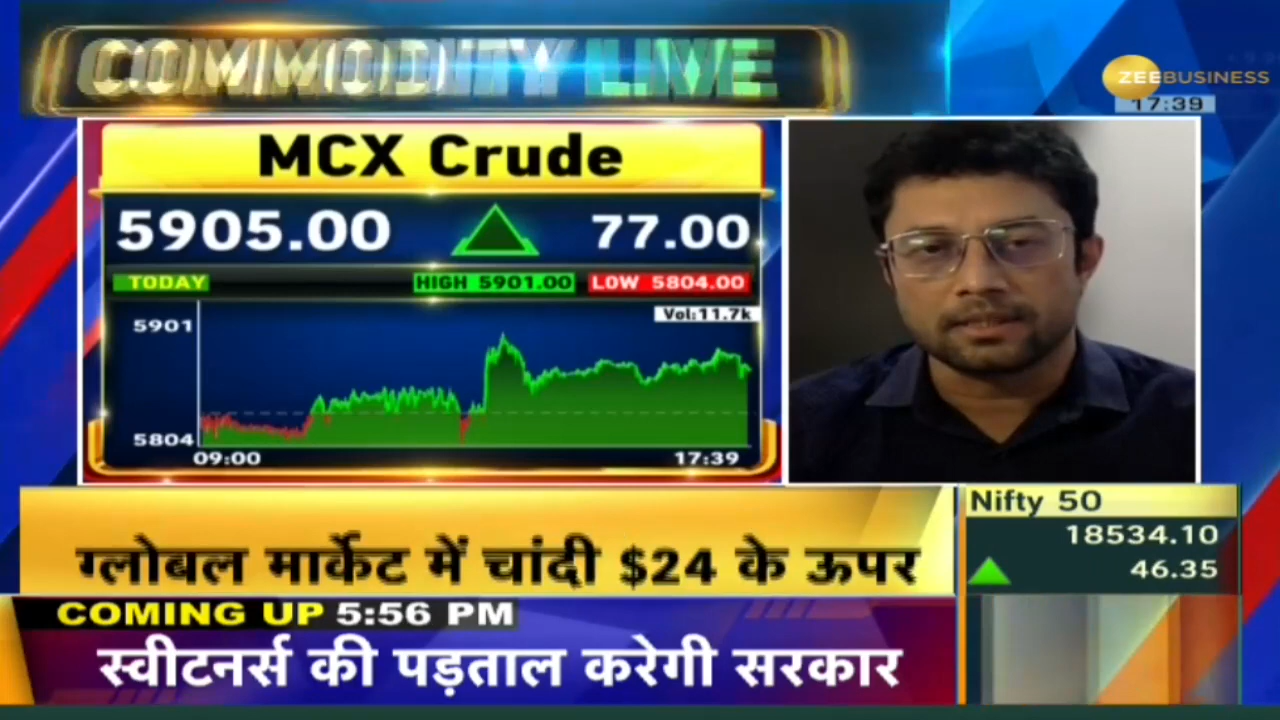 COMMODITY LIVE
ZEEBUSINESS
17:39
MCX Crude
5905.00 77.00
TODAY HIGH 5901.00 LOW 5804.00
Vol:11.7k
5901
5804
09:00 17:39
Nifty 50
18534.10
46.35
ग्लोबल मार्केट में चांदी $24 के ऊपर
COMING UP 5:56 PM
स्वीटनर्स की पड़ताल करेगी सरकार